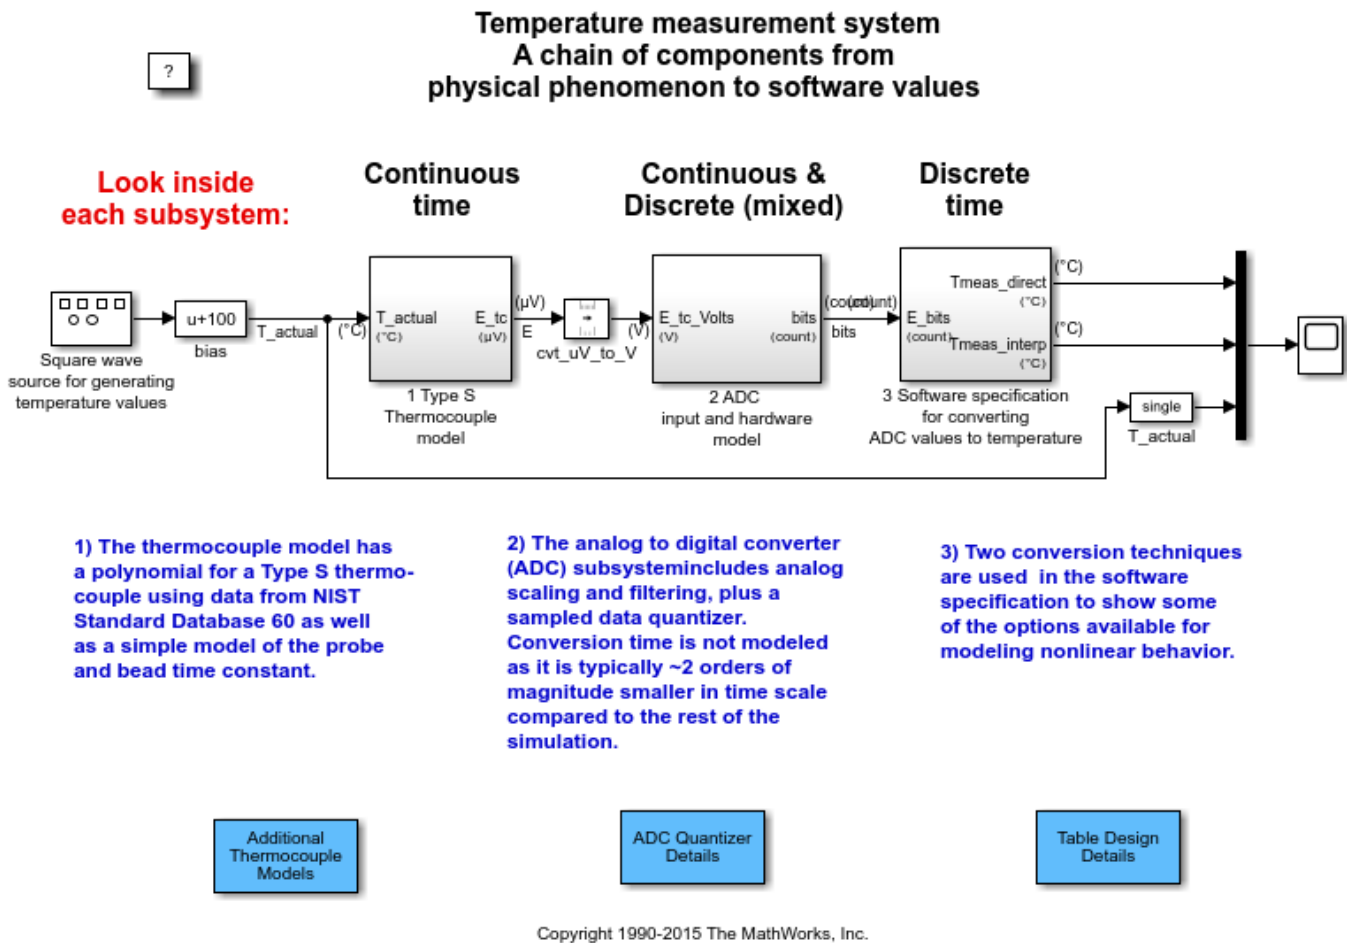 Temperature measurement system
A chain of components from
physical phenomenon to software values
?
Look inside
each subsystem:
Continuous
time
Continuous &
Discrete (mixed)
Discrete
time
Square wave
source for generating
temperature values
u+100
bias
T_actual
(°C)
T_actual
(°C)
E_tc
(µV)
1 Type S
Thermocouple
model
(µV)
E
cvt_uV_to_V
(V)
E_tc_Volts
(V)
bits
(count)
2 ADC
input and hardware
model
(count)
(count)
bits
E_bits
(count)
Tmeas_direct
(°C)
Tmeas_interp
(°C)
3 Software specification
for converting
ADC values to temperature
(°C)
(°C)
single
T_actual
1) The thermocouple model has
a polynomial for a Type S thermo-
couple using data from NIST
Standard Database 60 as well
as a simple model of the probe
and bead time constant.
2) The analog to digital converter
(ADC) subsystemincludes analog
scaling and filtering, plus a
sampled data quantizer.
Conversion time is not modeled
as it is typically ~2 orders of
magnitude smaller in time scale
compared to the rest of the
simulation.
3) Two conversion techniques
are used  in the software
specification to show some
of the options available for
modeling nonlinear behavior.
Additional
Thermocouple
Models
ADC Quantizer
Details
Table Design
Details
Copyright 1990-2015 The MathWorks, Inc.